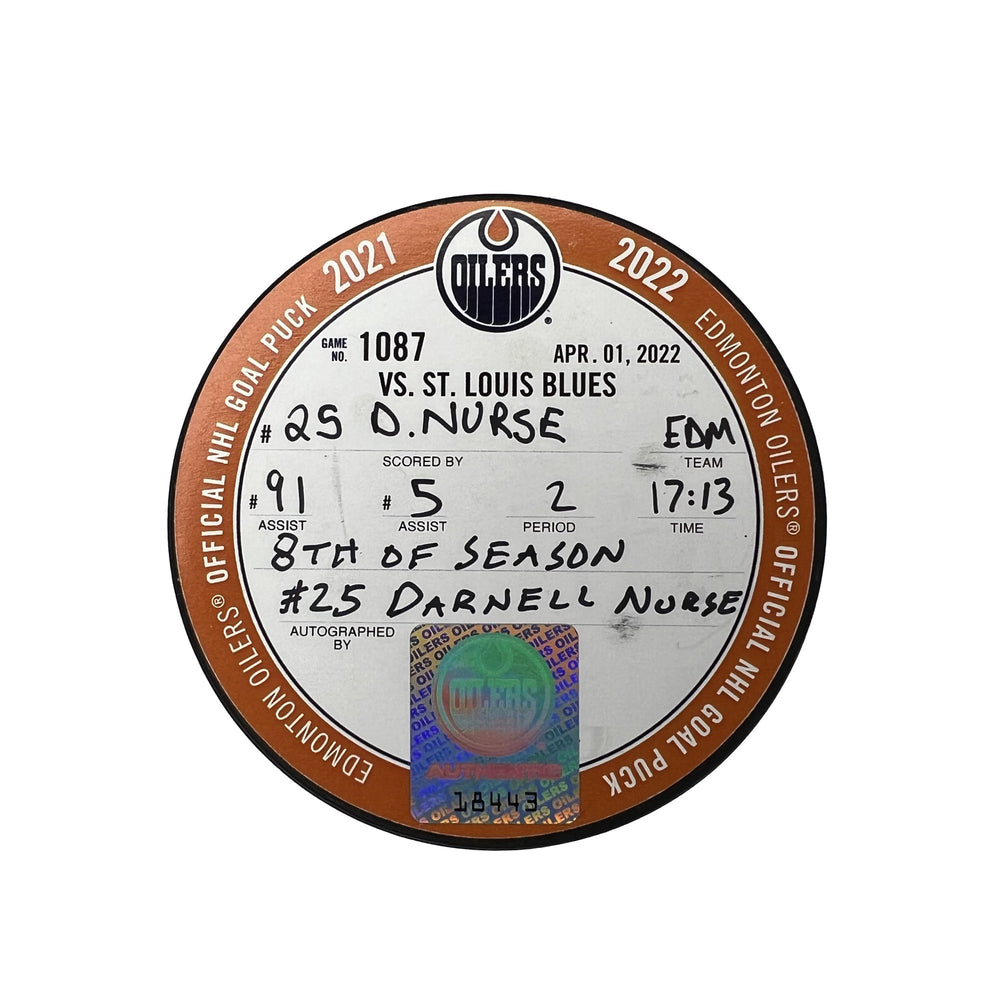 2021
2022
EDMONTON OILERS® OFFICIAL NHL GOAL PUCK
EDMONTON OILERS® OFFICIAL NHL GOAL PUCK
OILERS
®
GAME NO. 1087
APR. 01, 2022
VS. ST. LOUIS BLUES
# 25 D. NURSE EDM
SCORED BY TEAM
# 91 # 5 2 17:13
ASSIST ASSIST PERIOD TIME
8TH OF SEASON
#25 DARNELL NURSE
AUTOGRAPHED
BY
OILERS
AUTHENTIC
18443